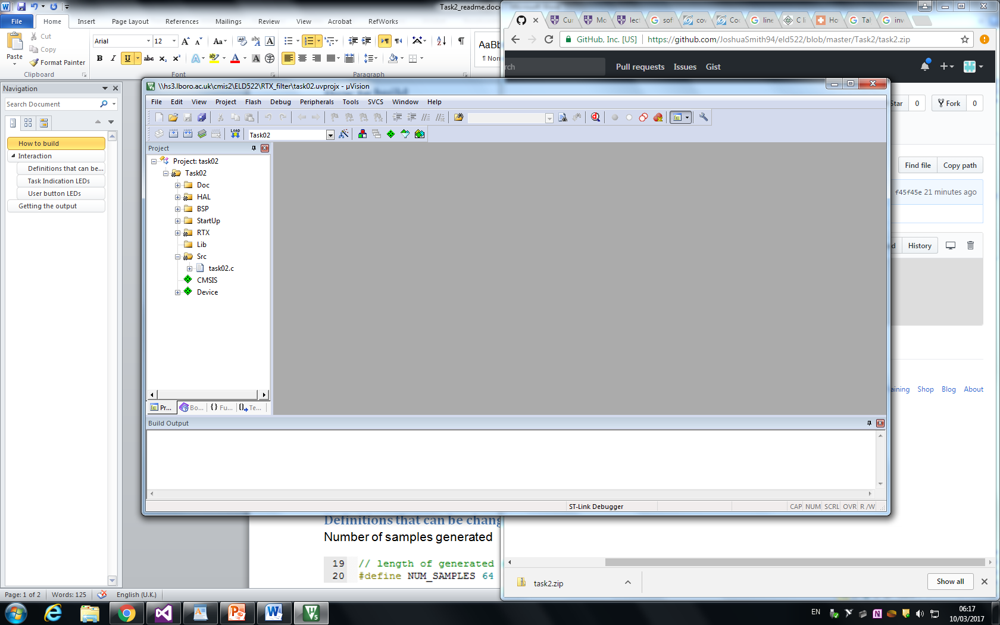 Task2_readme.docx
File Home Insert Page Layout References Mailings Review View Acrobat RefWorks
Cut
Copy
Format Painter
Paste
Clipboard
Arial 12
Font
Paragraph
AaBb
¶ Norr
Navigation
Search Document
How to build
Interaction
Definitions that can be...
Task Indication LEDs
User button LEDs
Getting the output
GitHub, Inc. [US] https://github.com/JoshuaSmith94/eld522/blob/master/Task2/task2.zip
Cur Mo lect sof cov Coo line C li Ho Tal inv
rch Pull requests Issues Gist
Star 0 Fork 0
Find file Copy path
f45f45e 21 minutes ago
d History
aining Shop Blog About
\\hs3.lboro.ac.uk\cmis2\ELD522\RTX_filter\task02.uvprojx - µVision
File Edit View Project Flash Debug Peripherals Tools SVCS Window Help
LOAD Task02
Project
Project: task02
Task02
Doc
HAL
BSP
StartUp
RTX
Lib
Src
task02.c
CMSIS
Device
Pr... Bo... {} Fu... Te...
Build Output
ST-Link Debugger CAP NUM SCRL OVR R /W
Definitions that can be chang
Number of samples generated
19 // length of generated
20 #define NUM_SAMPLES 64
task2.zip Show all
Page: 1 of 2 Words: 125 English (U.K.)
EN 06:17
10/03/2017